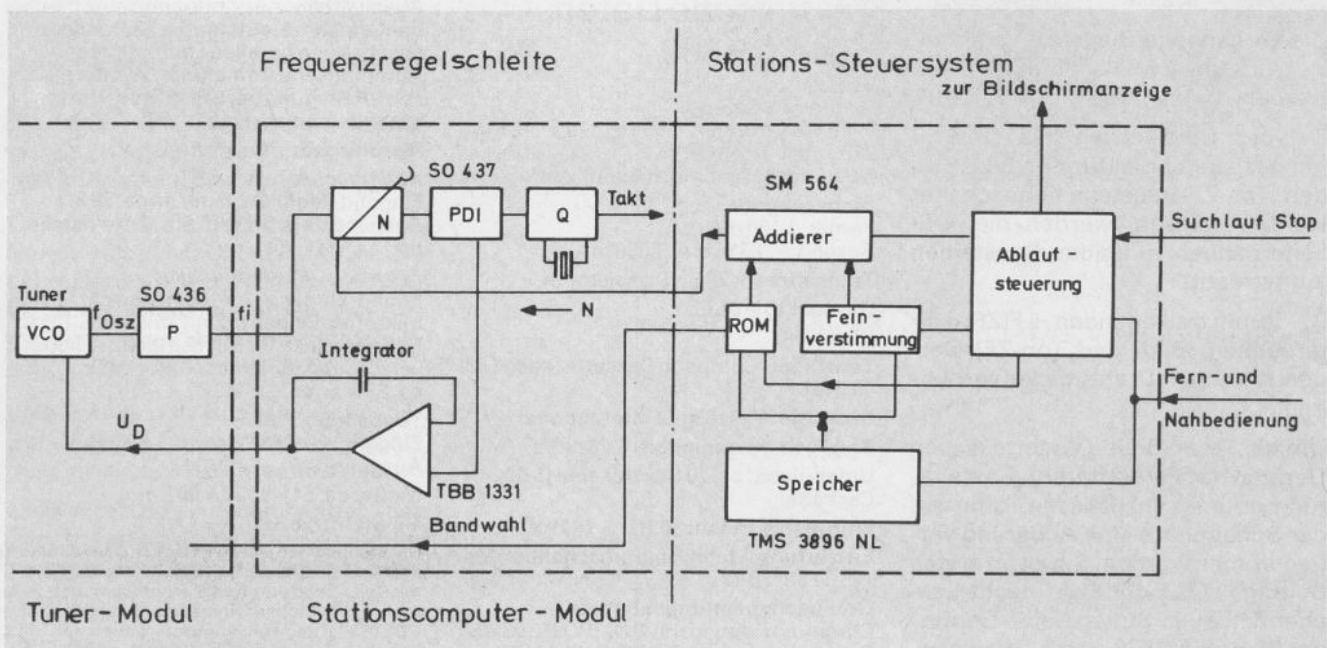 Frequenzregelschleife
Stations-Steuersystem
zur Bildschirmanzeige
SO 437
SM 564
N
PDI
Q
Takt
Addierer
Suchlauf Stop
Ablauf
steuerung
Tuner
VCO
fOsz
SO 436
P
fi
N
ROM
Fein-
verstimmung
Integrator
UD
TBB 1331
Fern- und
Nahbedienung
Speicher
Bandwahl
TMS 3896 NL
Tuner-Modul
Stationscomputer-Modul